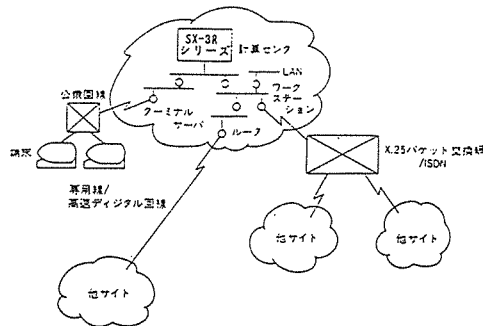 SX-3R
シリーズ
計算センタ
LAN
ワーク
ステーション
公衆回線
ターミナル
サーバ
ルータ
端末
X.25パケット交換網
/ISDN
専用線/
高速ディジタル回線
他サイト
他サイト
他サイト